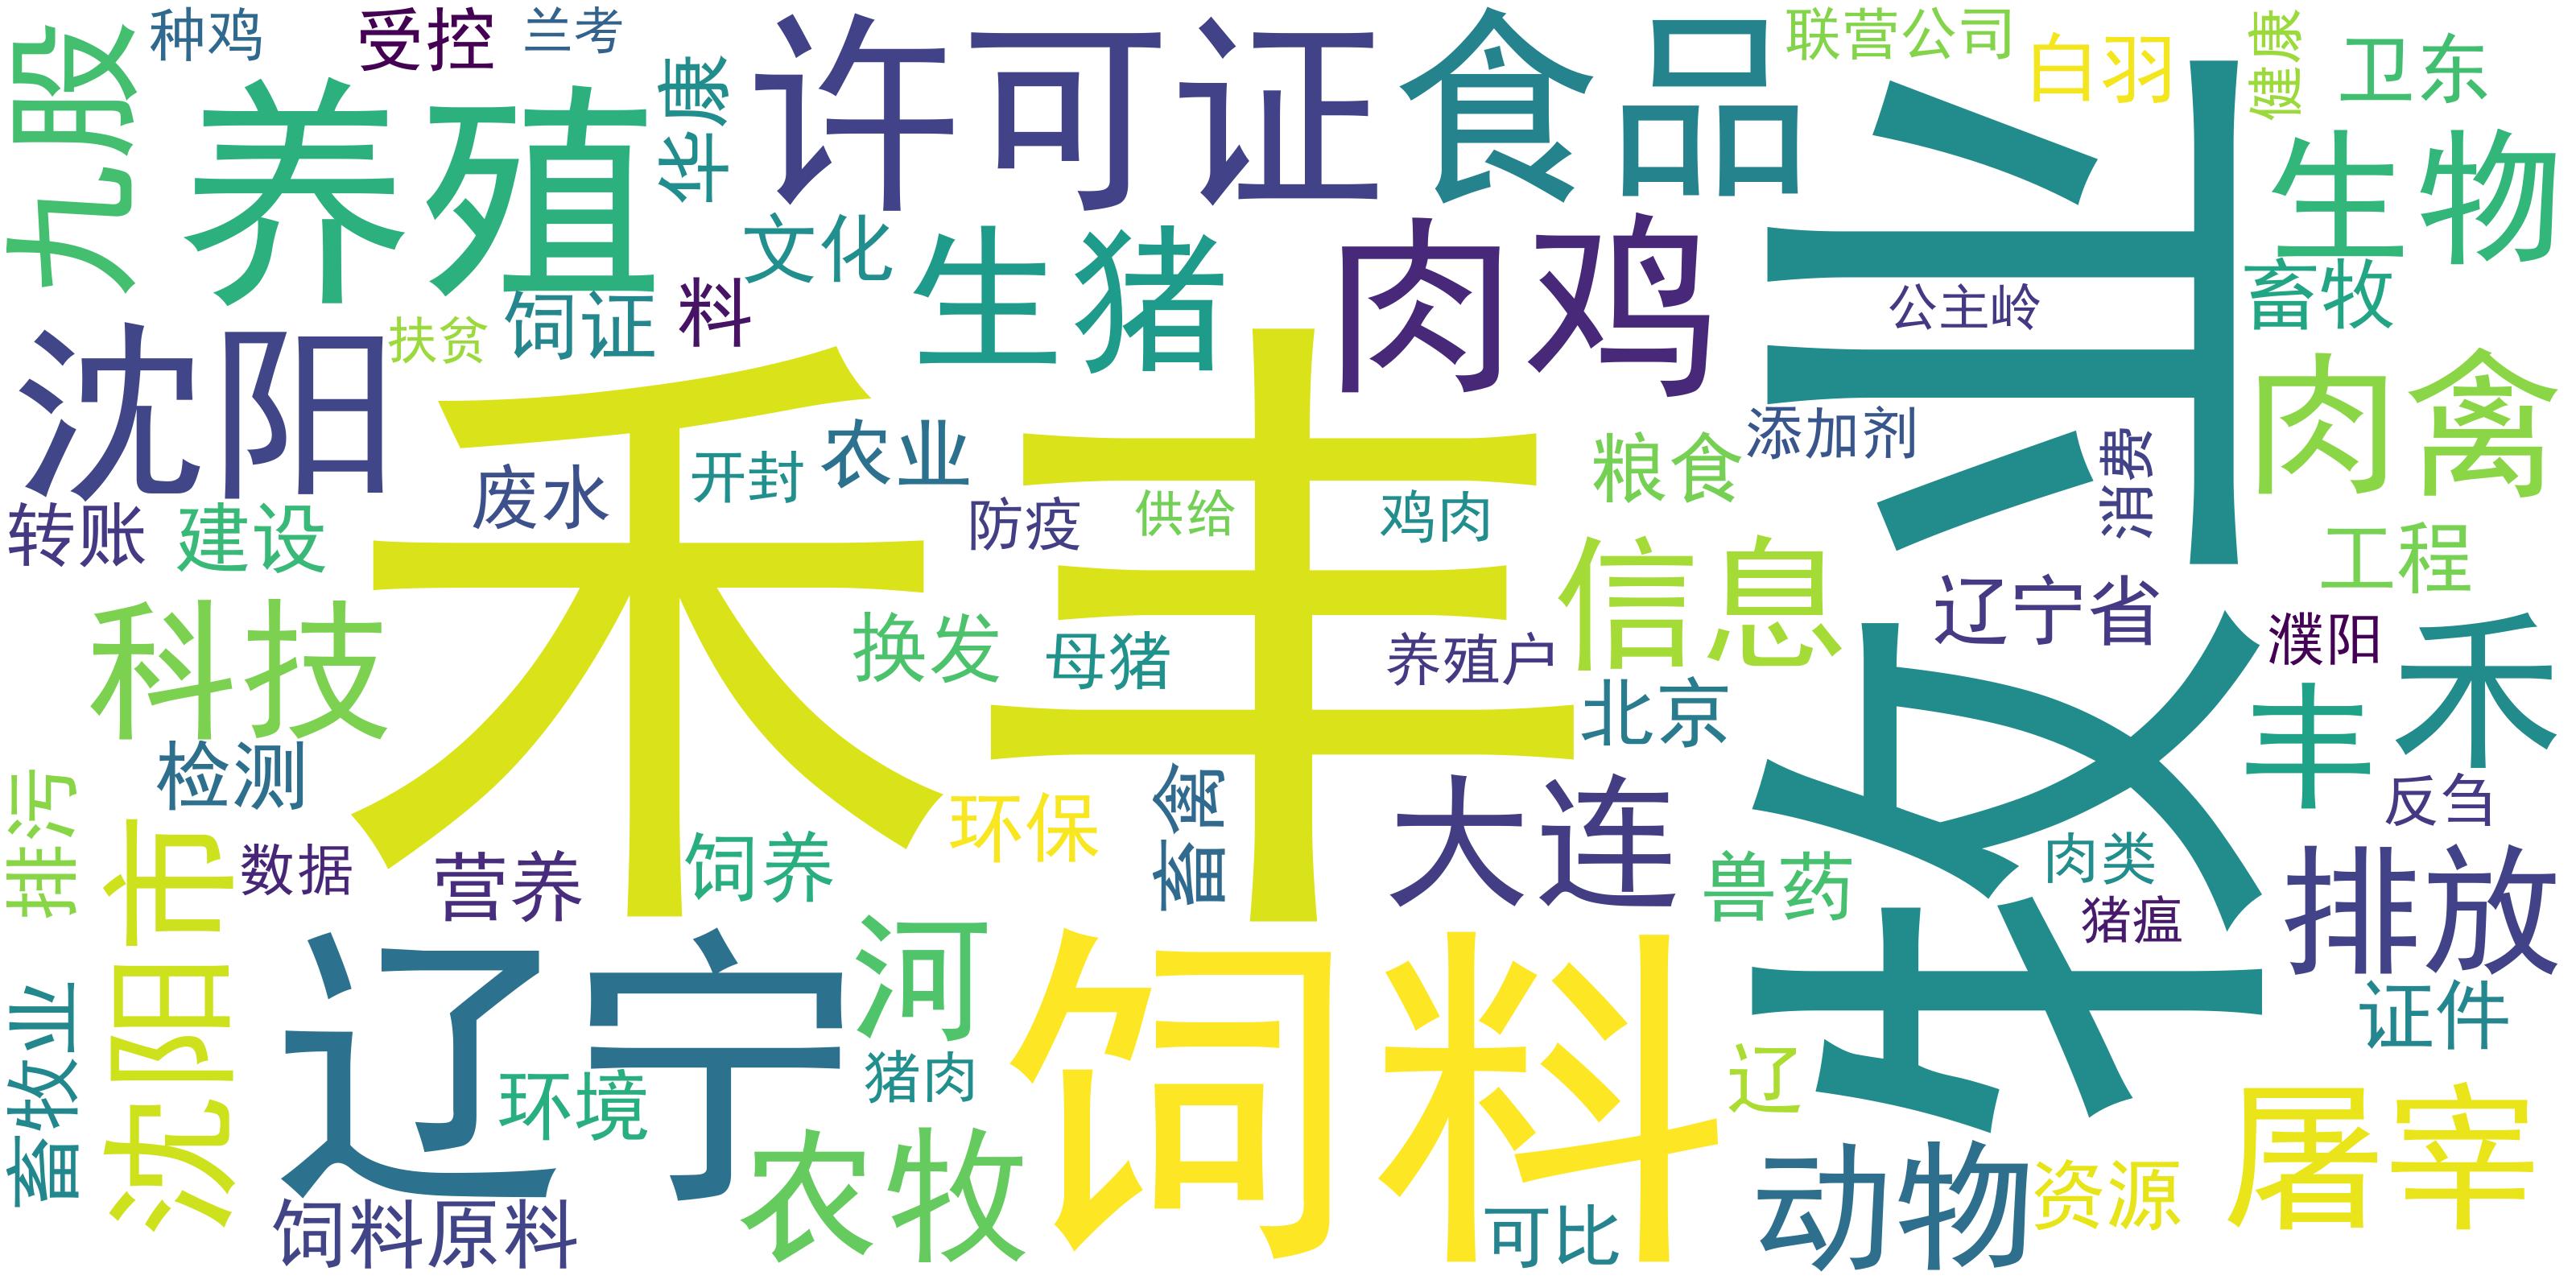 种鸡
受控
兰考
联营公司
白羽
健康
卫东
九股
养殖
华康
许可证
食品
牧业
生物
文化
生猪
肉鸡
公主岭
畜牧
扶贫
饲证
料
沈阳
禾丰
农业
粮食
添加剂
消费
肉禽
转账
建设
废水
开封
防疫
供给
鸡肉
信息
工程
科技
换发
母猪
养殖户
辽宁省
濮阳
禾
丰
北京
检测
排污
环保
畜禽
大连
反刍
沈阳市
数据
营养
饲养
兽药
肉类
猪瘟
排放
畜牧业
辽宁
河
饲料
证件
环境
猪肉
辽
农牧
动物
资源
屠宰
饲料原料
可比